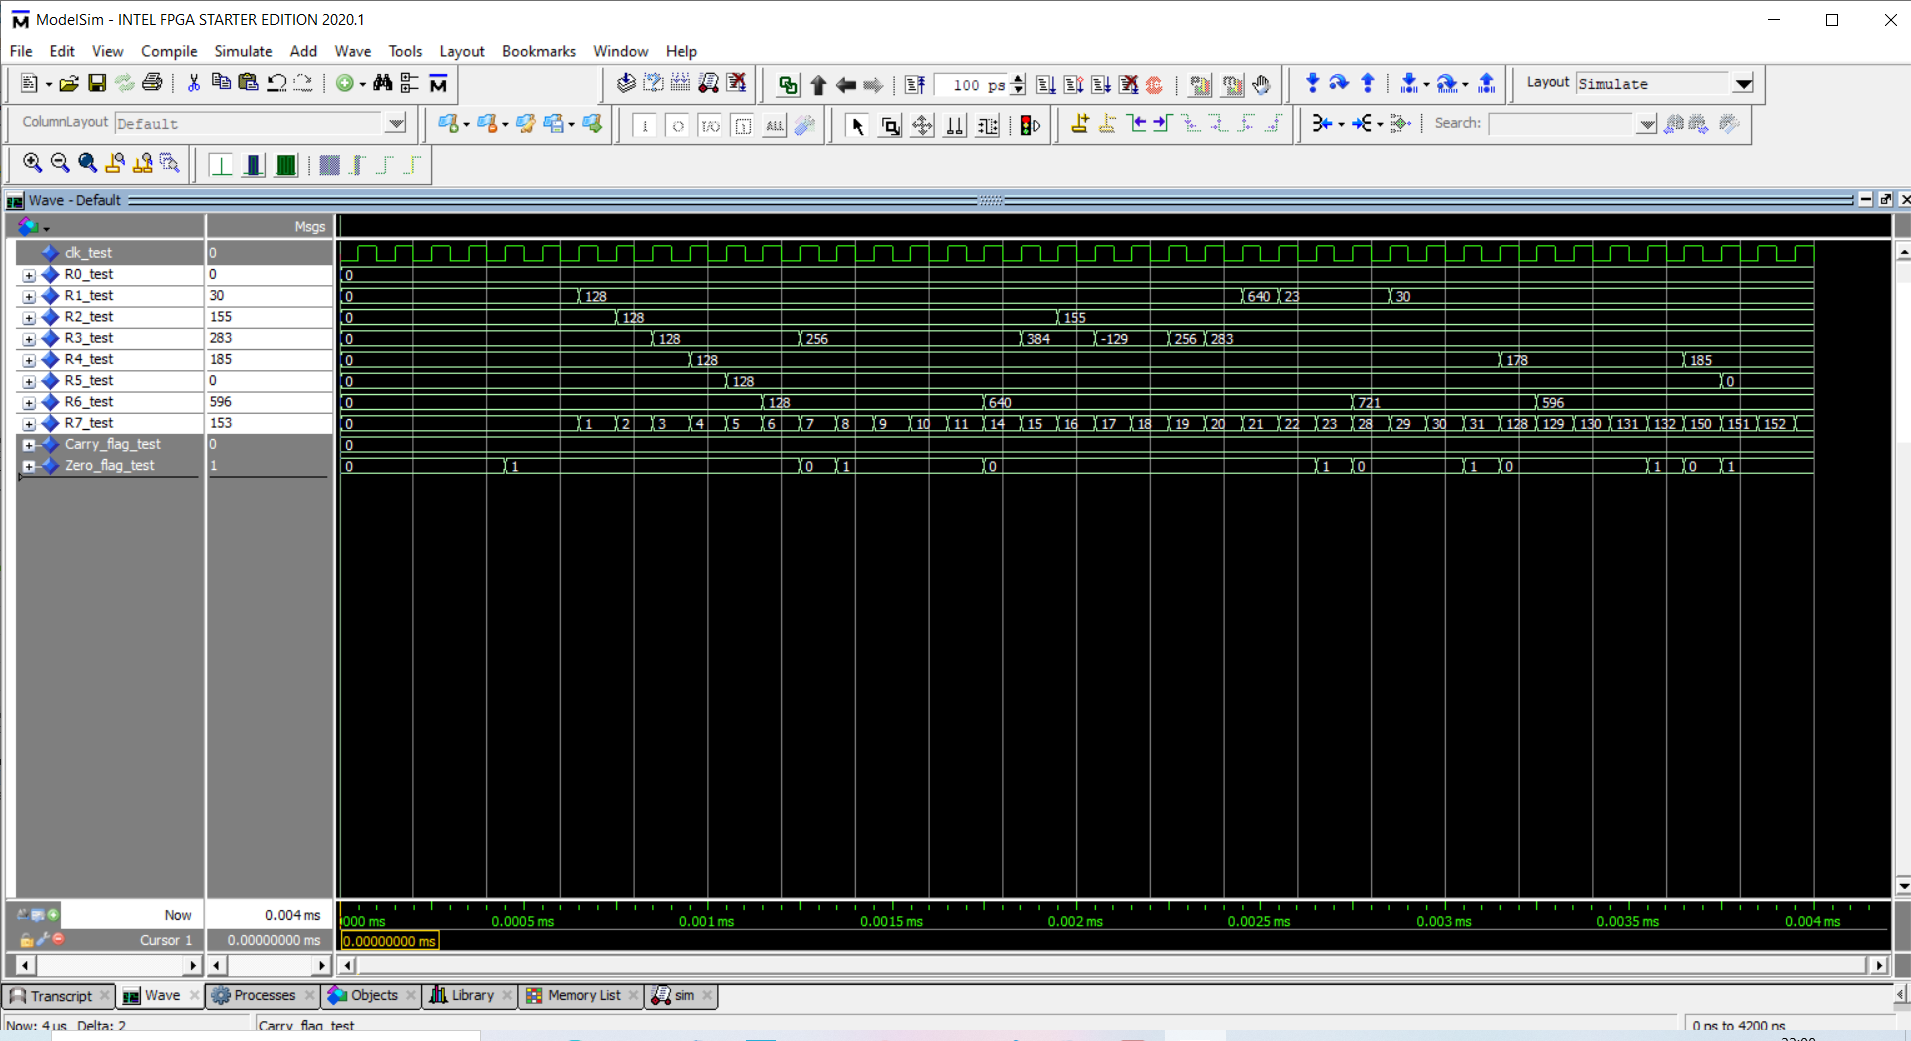 ModelSim - INTEL FPGA STARTER EDITION 2020.1
File Edit View Compile Simulate Add Wave Tools Layout Bookmarks Window Help
100 ps Layout Simulate
ColumnLayout Default ALL Search:
Wave - Default
Msgs
clk_test 0
R0_test 0 0
R1_test 30 0 128 640 23 30
R2_test 155 0 128 155
R3_test 283 0 128 256 384 -129 256 283
R4_test 185 0 128 178 185
R5_test 0 0 128 0
R6_test 596 0 128 640 721 596
R7_test 153 0 1 2 3 4 5 6 7 8 9 10 11 14 15 16 17 18 19 20 21 22 23 28 29 30 31 128 129 130 131 132 150 151 152
Carry_flag_test 0 0
Zero_flag_test 1 0 1 0 1 0 1 0 1 0 1 0 1
Now 0.004 ms 000 ms 0.0005 ms 0.001 ms 0.0015 ms 0.002 ms 0.0025 ms 0.003 ms 0.0035 ms 0.004 ms
Cursor 1 0.00000000 ms 0.00000000 ms
Transcript Wave Processes Objects Library Memory List sim
Now: 4 us Delta: 2 Carry_flag_test 0 ps to 4200 ns